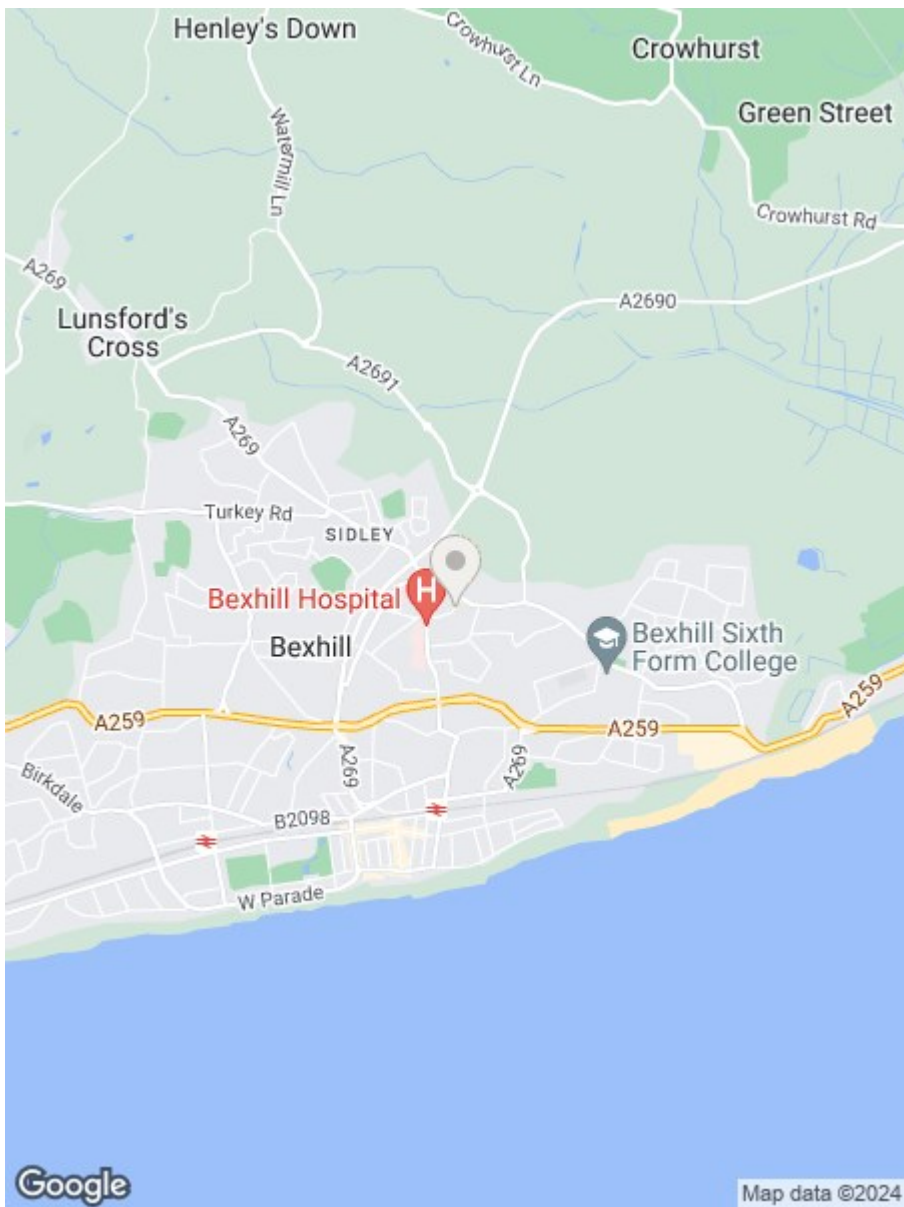 Henley's Down
Crowhurst Ln
Crowhurst
Green Street
Watermill Ln
Crowhurst Rd
A269
A2690
Lunsford's
Cross
A2691
A269
Turkey Rd
SIDLEY
Bexhill Hospital
H
Bexhill
Bexhill Sixth
Form College
A259
A259
A259
A269
A269
Birkdale
B2098
W Parade
Google
Map data ©2024